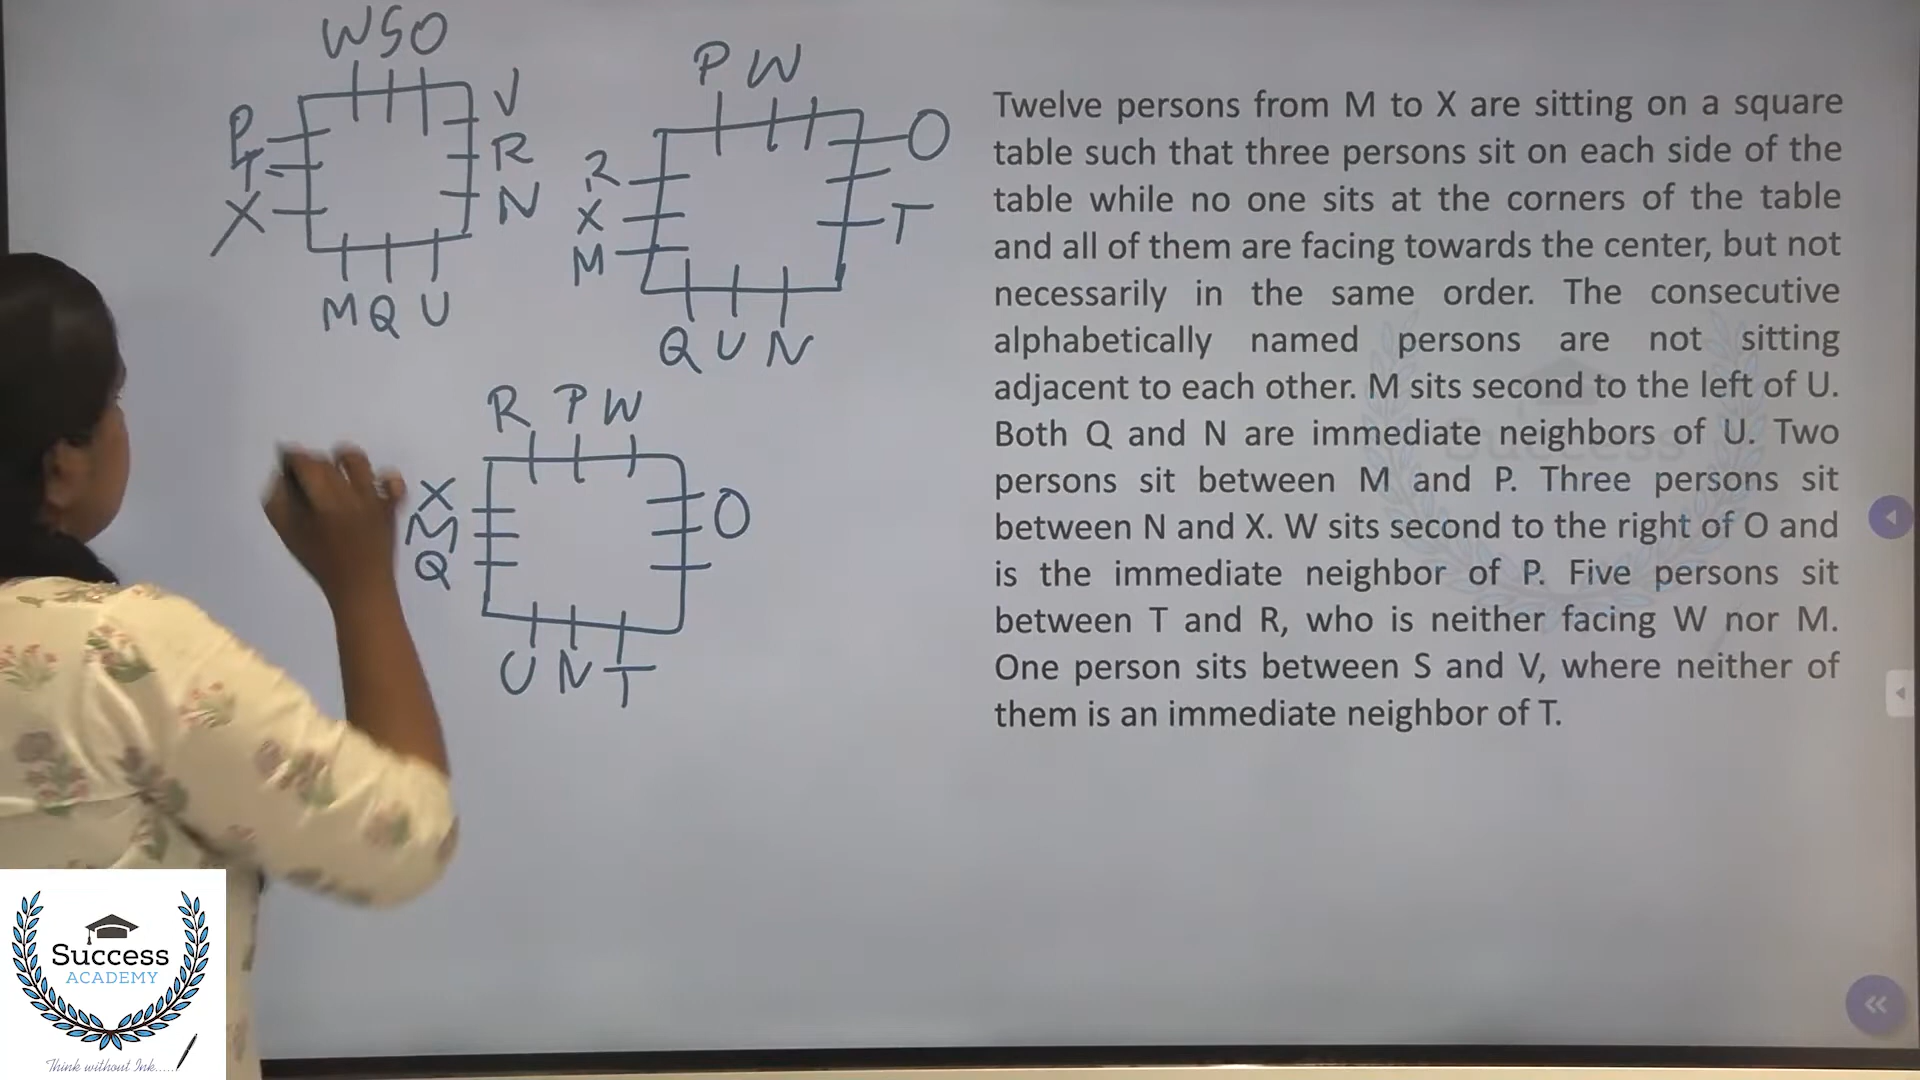 WSO
V
P
R
T
X
N
MQU
PW
O
R
X
T
M
QUN
RPW
X
O
M
Q
UNT
Twelve persons from M to X are sitting on a square
table such that three persons sit on each side of the
table while no one sits at the corners of the table
and all of them are facing towards the center, but not
necessarily in the same order. The consecutive
alphabetically named persons are not sitting
adjacent to each other. M sits second to the left of U.
Both Q and N are immediate neighbors of U. Two
persons sit between M and P. Three persons sit
between N and X. W sits second to the right of O and
is the immediate neighbor of P. Five persons sit
between T and R, who is neither facing W nor M.
One person sits between S and V, where neither of
them is an immediate neighbor of T.
Success
ACADEMY
Think without Ink.....